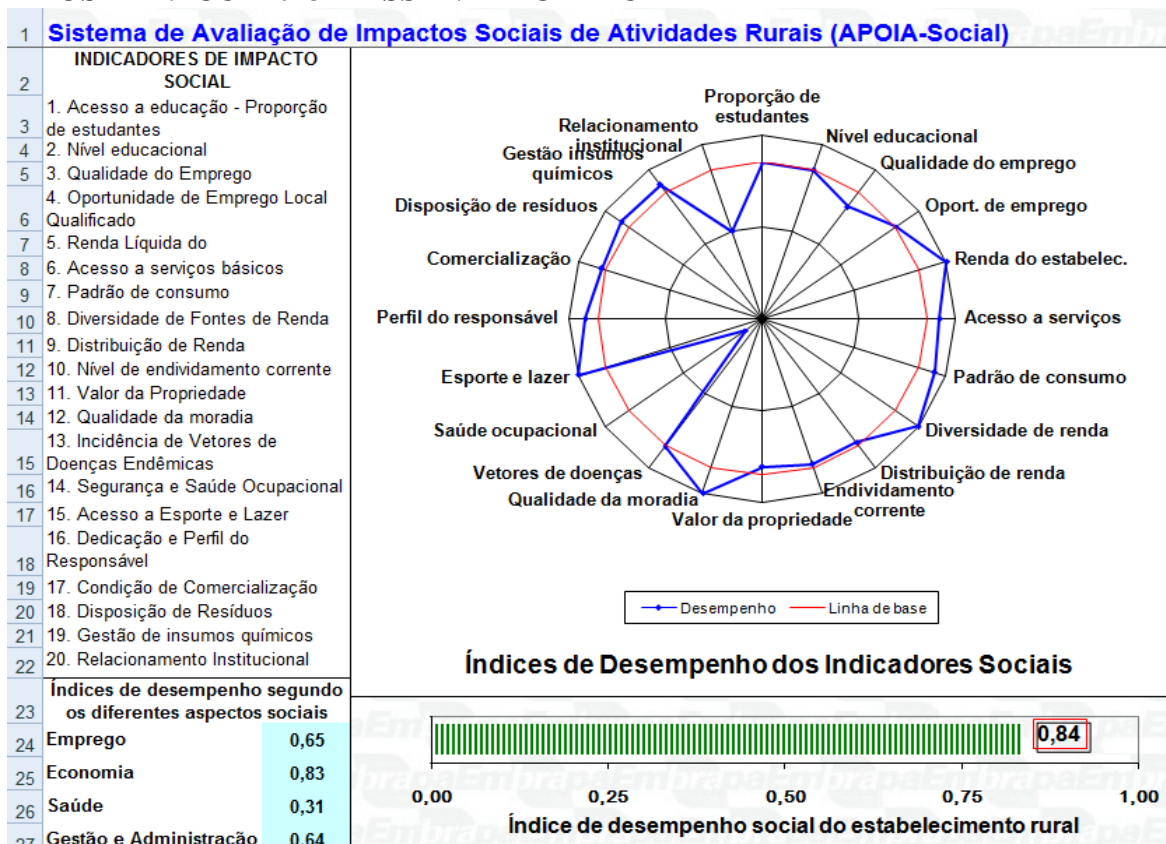 1 Sistema de Avaliação de Impactos Sociais de Atividades Rurais (APOIA-Social)
INDICADORES DE IMPACTO
2 SOCIAL
1. Acesso a educação - Proporção
3 de estudantes
4 2. Nível educacional
5 3. Qualidade do Emprego
4. Oportunidade de Emprego Local
6 Qualificado
7 5. Renda Líquida do
8 6. Acesso a serviços básicos
9 7. Padrão de consumo
10 8. Diversidade de Fontes de Renda
11 9. Distribuição de Renda
12 10. Nível de endividamento corrente
13 11. Valor da Propriedade
14 12. Qualidade da moradia
13. Incidência de Vetores de
15 Doenças Endêmicas
16 14. Segurança e Saúde Ocupacional
17 15. Acesso a Esporte e Lazer
16. Dedicação e Perfil do
18 Responsável
19 17. Condição de Comercialização
20 18. Disposição de Resíduos
21 19. Gestão de insumos químicos
22 20. Relacionamento Institucional
Índices de desempenho segundo
23 os diferentes aspectos sociais
24 Emprego 0,65
25 Economia 0,83
26 Saúde 0,31
27 Gestão e Administração 0,64
Proporção de
estudantes
Nível educacional
Qualidade do emprego
Oport. de emprego
Renda do estabelec.
Acesso a serviços
Padrão de consumo
Diversidade de renda
Distribuição de renda
Endividamento
corrente
Valor da propriedade
Qualidade da moradia
Vetores de doenças
Saúde ocupacional
Esporte e lazer
Perfil do responsável
Comercialização
Disposição de resíduos
Gestão insumos
químicos
Relacionamento
institucional
Desempenho Linha de base
Índices de Desempenho dos Indicadores Sociais
0,84
0,00 0,25 0,50 0,75 1,00
Índice de desempenho social do estabelecimento rural